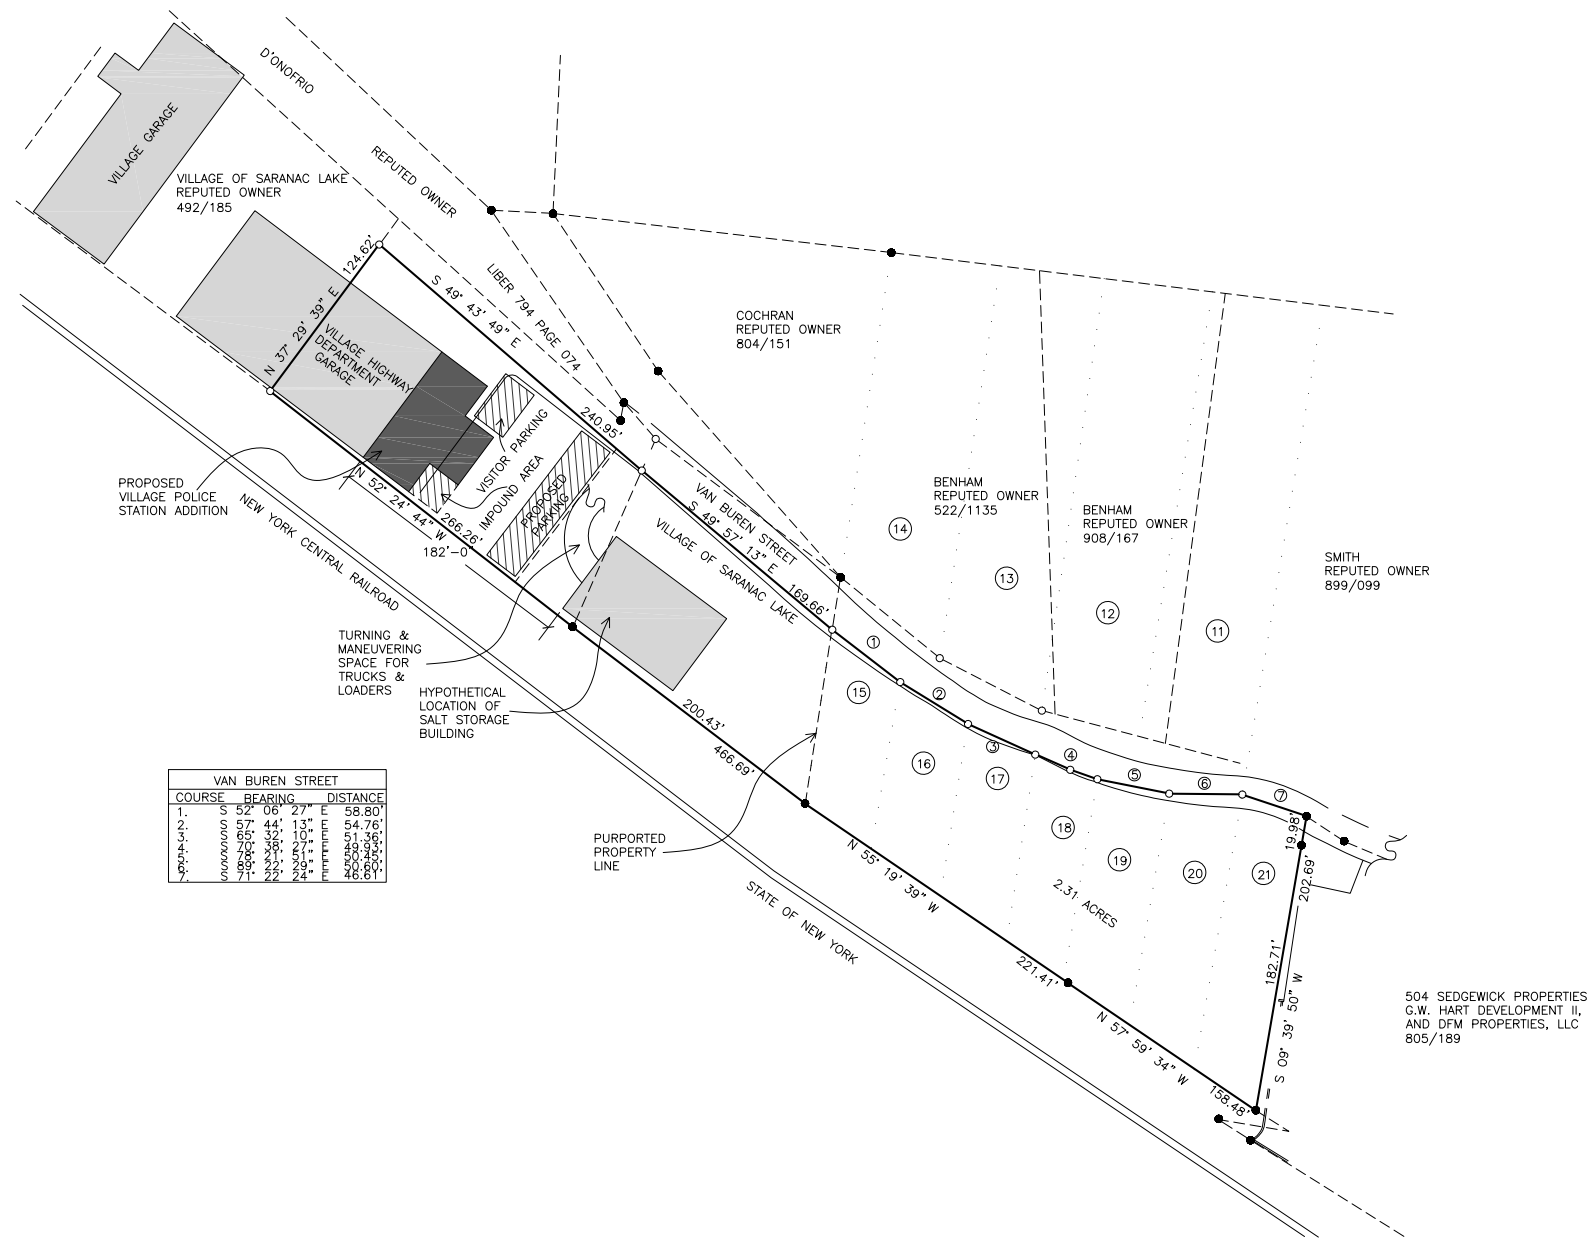 D'ONOFRIO
REPUTED OWNER
LIBER 794 PAGE 074
VILLAGE GARAGE
VILLAGE OF SARANAC LAKE
REPUTED OWNER
492/185
N 37° 29' 39" E
124.62'
S 49° 43' 49" E
240.95'
VILLAGE HIGHWAY
DEPARTMENT
GARAGE
COCHRAN
REPUTED OWNER
804/151
VISITOR PARKING
IMPOUND AREA
PROPOSED
PARKING
PROPOSED
VILLAGE POLICE
STATION ADDITION
N 52° 24' 44" W
266.26'
182'-0"
NEW YORK CENTRAL RAILROAD
VAN BUREN STREET
S 49° 57' 13" E
169.66'
VILLAGE OF SARANAC LAKE
BENHAM
REPUTED OWNER
522/1135
BENHAM
REPUTED OWNER
908/167
SMITH
REPUTED OWNER
899/099
14
13
12
11
TURNING &
MANEUVERING
SPACE FOR
TRUCKS &
LOADERS
HYPOTHETICAL
LOCATION OF
SALT STORAGE
BUILDING
200.43'
466.69'
1
2
3
4
5
6
7
15
16
17
18
19
20
21
VAN BUREN STREET
COURSE BEARING DISTANCE
1. S 52° 06' 27" E 58.80'
2. S 57° 44' 13" E 54.76'
3. S 65° 32' 10" E 51.36'
4. S 70° 38' 27" E 49.93'
5. S 78° 21' 51" E 50.45'
6. S 89° 22' 29" E 50.60'
7. S 71° 22' 24" E 46.61'
PURPORTED
PROPERTY
LINE
N 55° 19' 39" W
221.41'
2.31 ACRES
STATE OF NEW YORK
N 57° 59' 34" W
158.48'
19.98'
202.69'
182.71'
S 09° 39' 50" W
504 SEDGEWICK PROPERTIES
G.W. HART DEVELOPMENT II,
AND DFM PROPERTIES, LLC
805/189